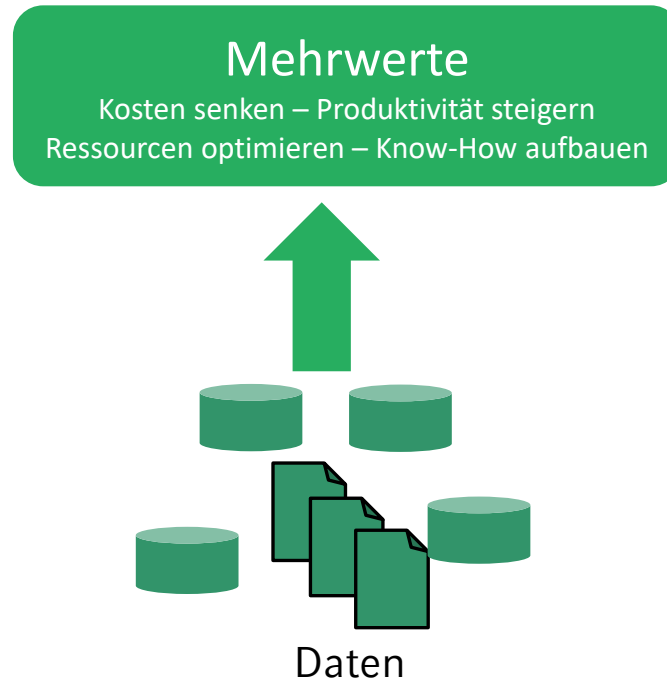 Mehrwerte
Kosten senken – Produktivität steigern
Ressourcen optimieren – Know-How aufbauen
Daten